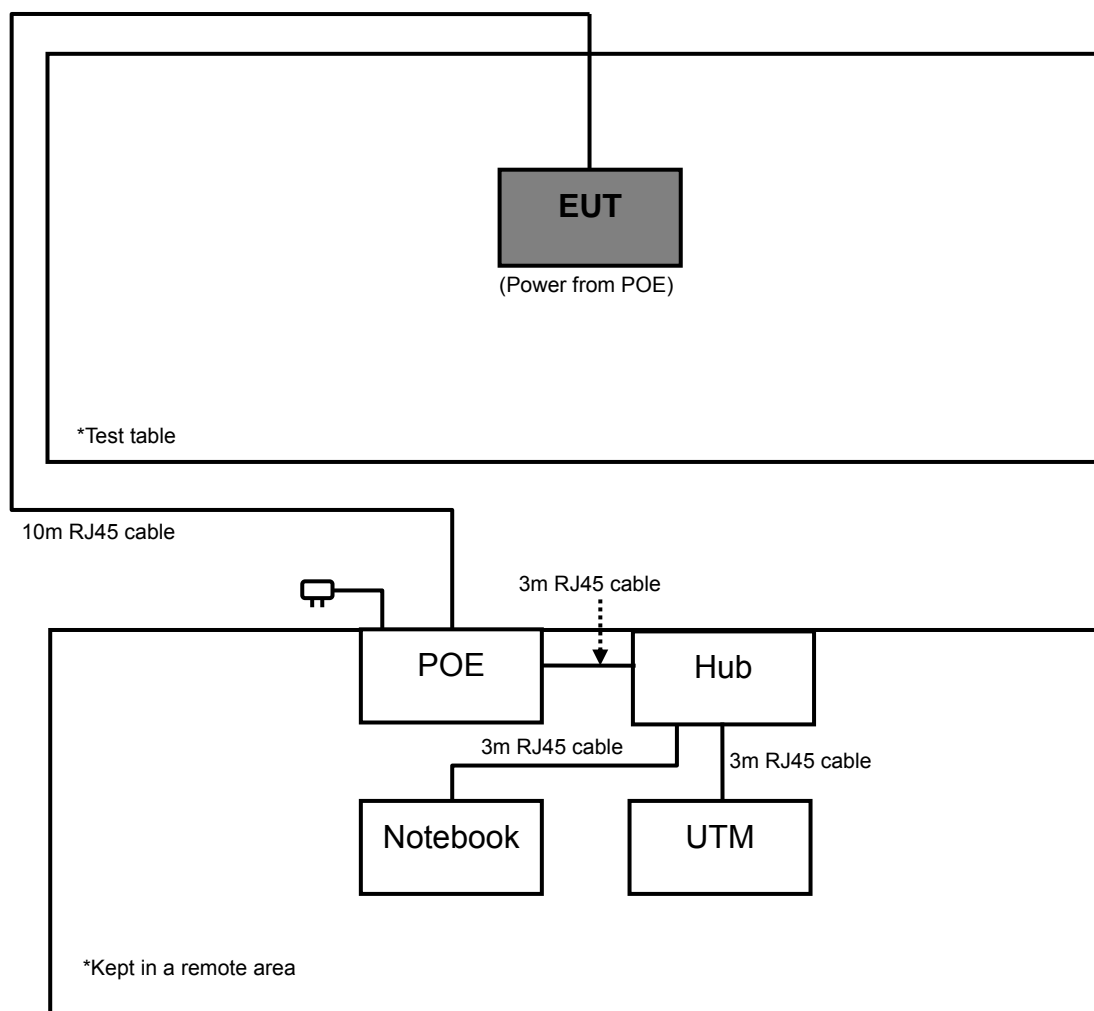 EUT
(Power from POE)
*Test table
10m RJ45 cable
3m RJ45 cable
POE
Hub
3m RJ45 cable
3m RJ45 cable
Notebook
UTM
*Kept in a remote area